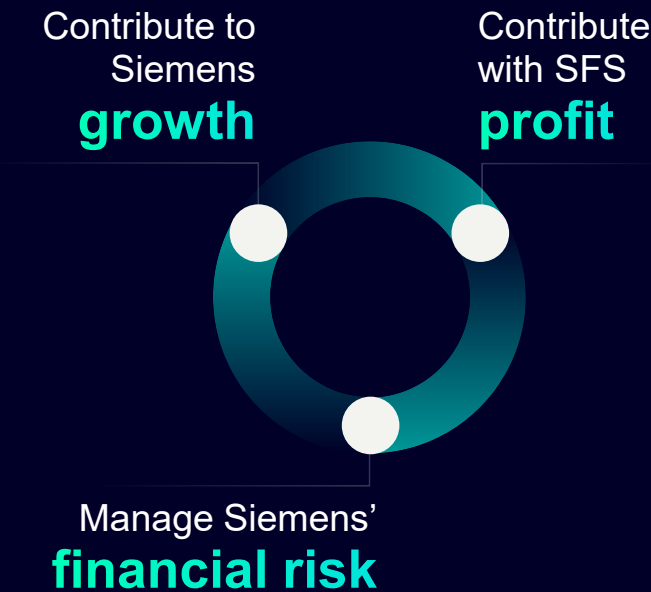 Contribute to
Siemens
growth
Contribute
with SFS
profit
Manage Siemens’
financial risk